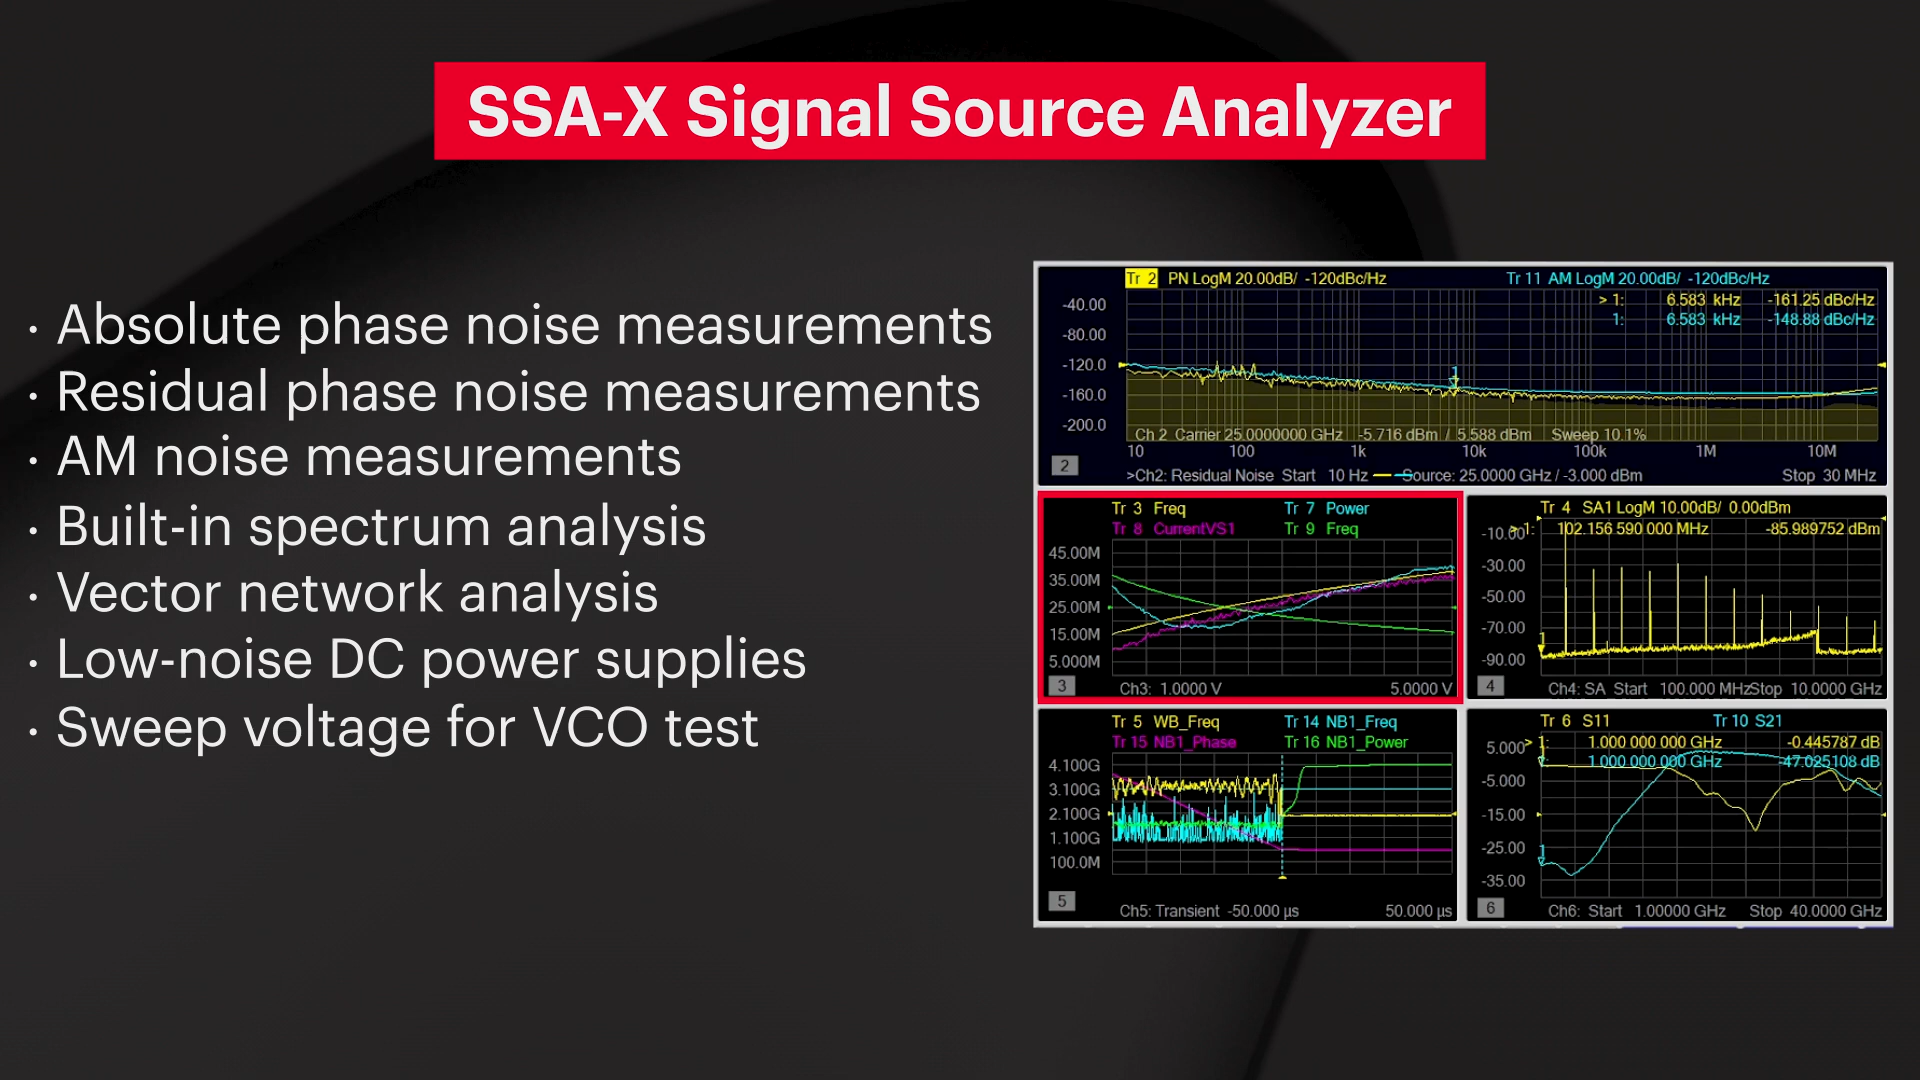 SSA-X Signal Source Analyzer
· Absolute phase noise measurements
· Residual phase noise measurements
· AM noise measurements
· Built-in spectrum analysis
· Vector network analysis
· Low-noise DC power supplies
· Sweep voltage for VCO test
Tr 2 PN LogM 20.00dB/ -120dBc/Hz Tr 11 AM LogM 20.00dB/ -120dBc/Hz
> 1: 6.583 kHz -161.25 dBc/Hz
1: 6.583 kHz -148.88 dBc/Hz
-40.00
-80.00
-120.0
1
-160.0
-200.0
Ch 2 Carrier 25.0000000 GHz -5.716 dBm / 5.588 dBm Sweep 10.1%
10 100 1k 10k 100k 1M 10M
2
>Ch2: Residual Noise Start 10 Hz Source: 25.0000 GHz / -3.000 dBm Stop 30 MHz
Tr 3 Freq Tr 7 Power
Tr 8 CurrentVS1 Tr 9 Freq
45.00M
35.00M
25.00M
15.00M
5.000M
3
Ch3: 1.0000 V 5.0000 V
Tr 4 SA1 LogM 10.00dB/ 0.00dBm
> 1: 102.156 590 000 MHz -85.989752 dBm
-10.00
-30.00
-50.00
-70.00
1
-90.00
4
Ch4: SA Start 100.000 MHz Stop 10.0000 GHz
Tr 5 WB_Freq Tr 14 NB1_Freq
Tr 15 NB1_Phase Tr 16 NB1_Power
4.100G
3.100G
2.100G
1.100G
100.0M
5
Ch5: Transient -50.000 µs 50.000 µs
Tr 6 S11 Tr 10 S21
> 1: 1.000 000 000 GHz -0.445787 dB
1: 1.000 000 000 GHz -47.025108 dB
5.000
-5.000
-15.00
-25.00
1
-35.00
6
Ch6: Start 1.00000 GHz Stop 40.0000 GHz